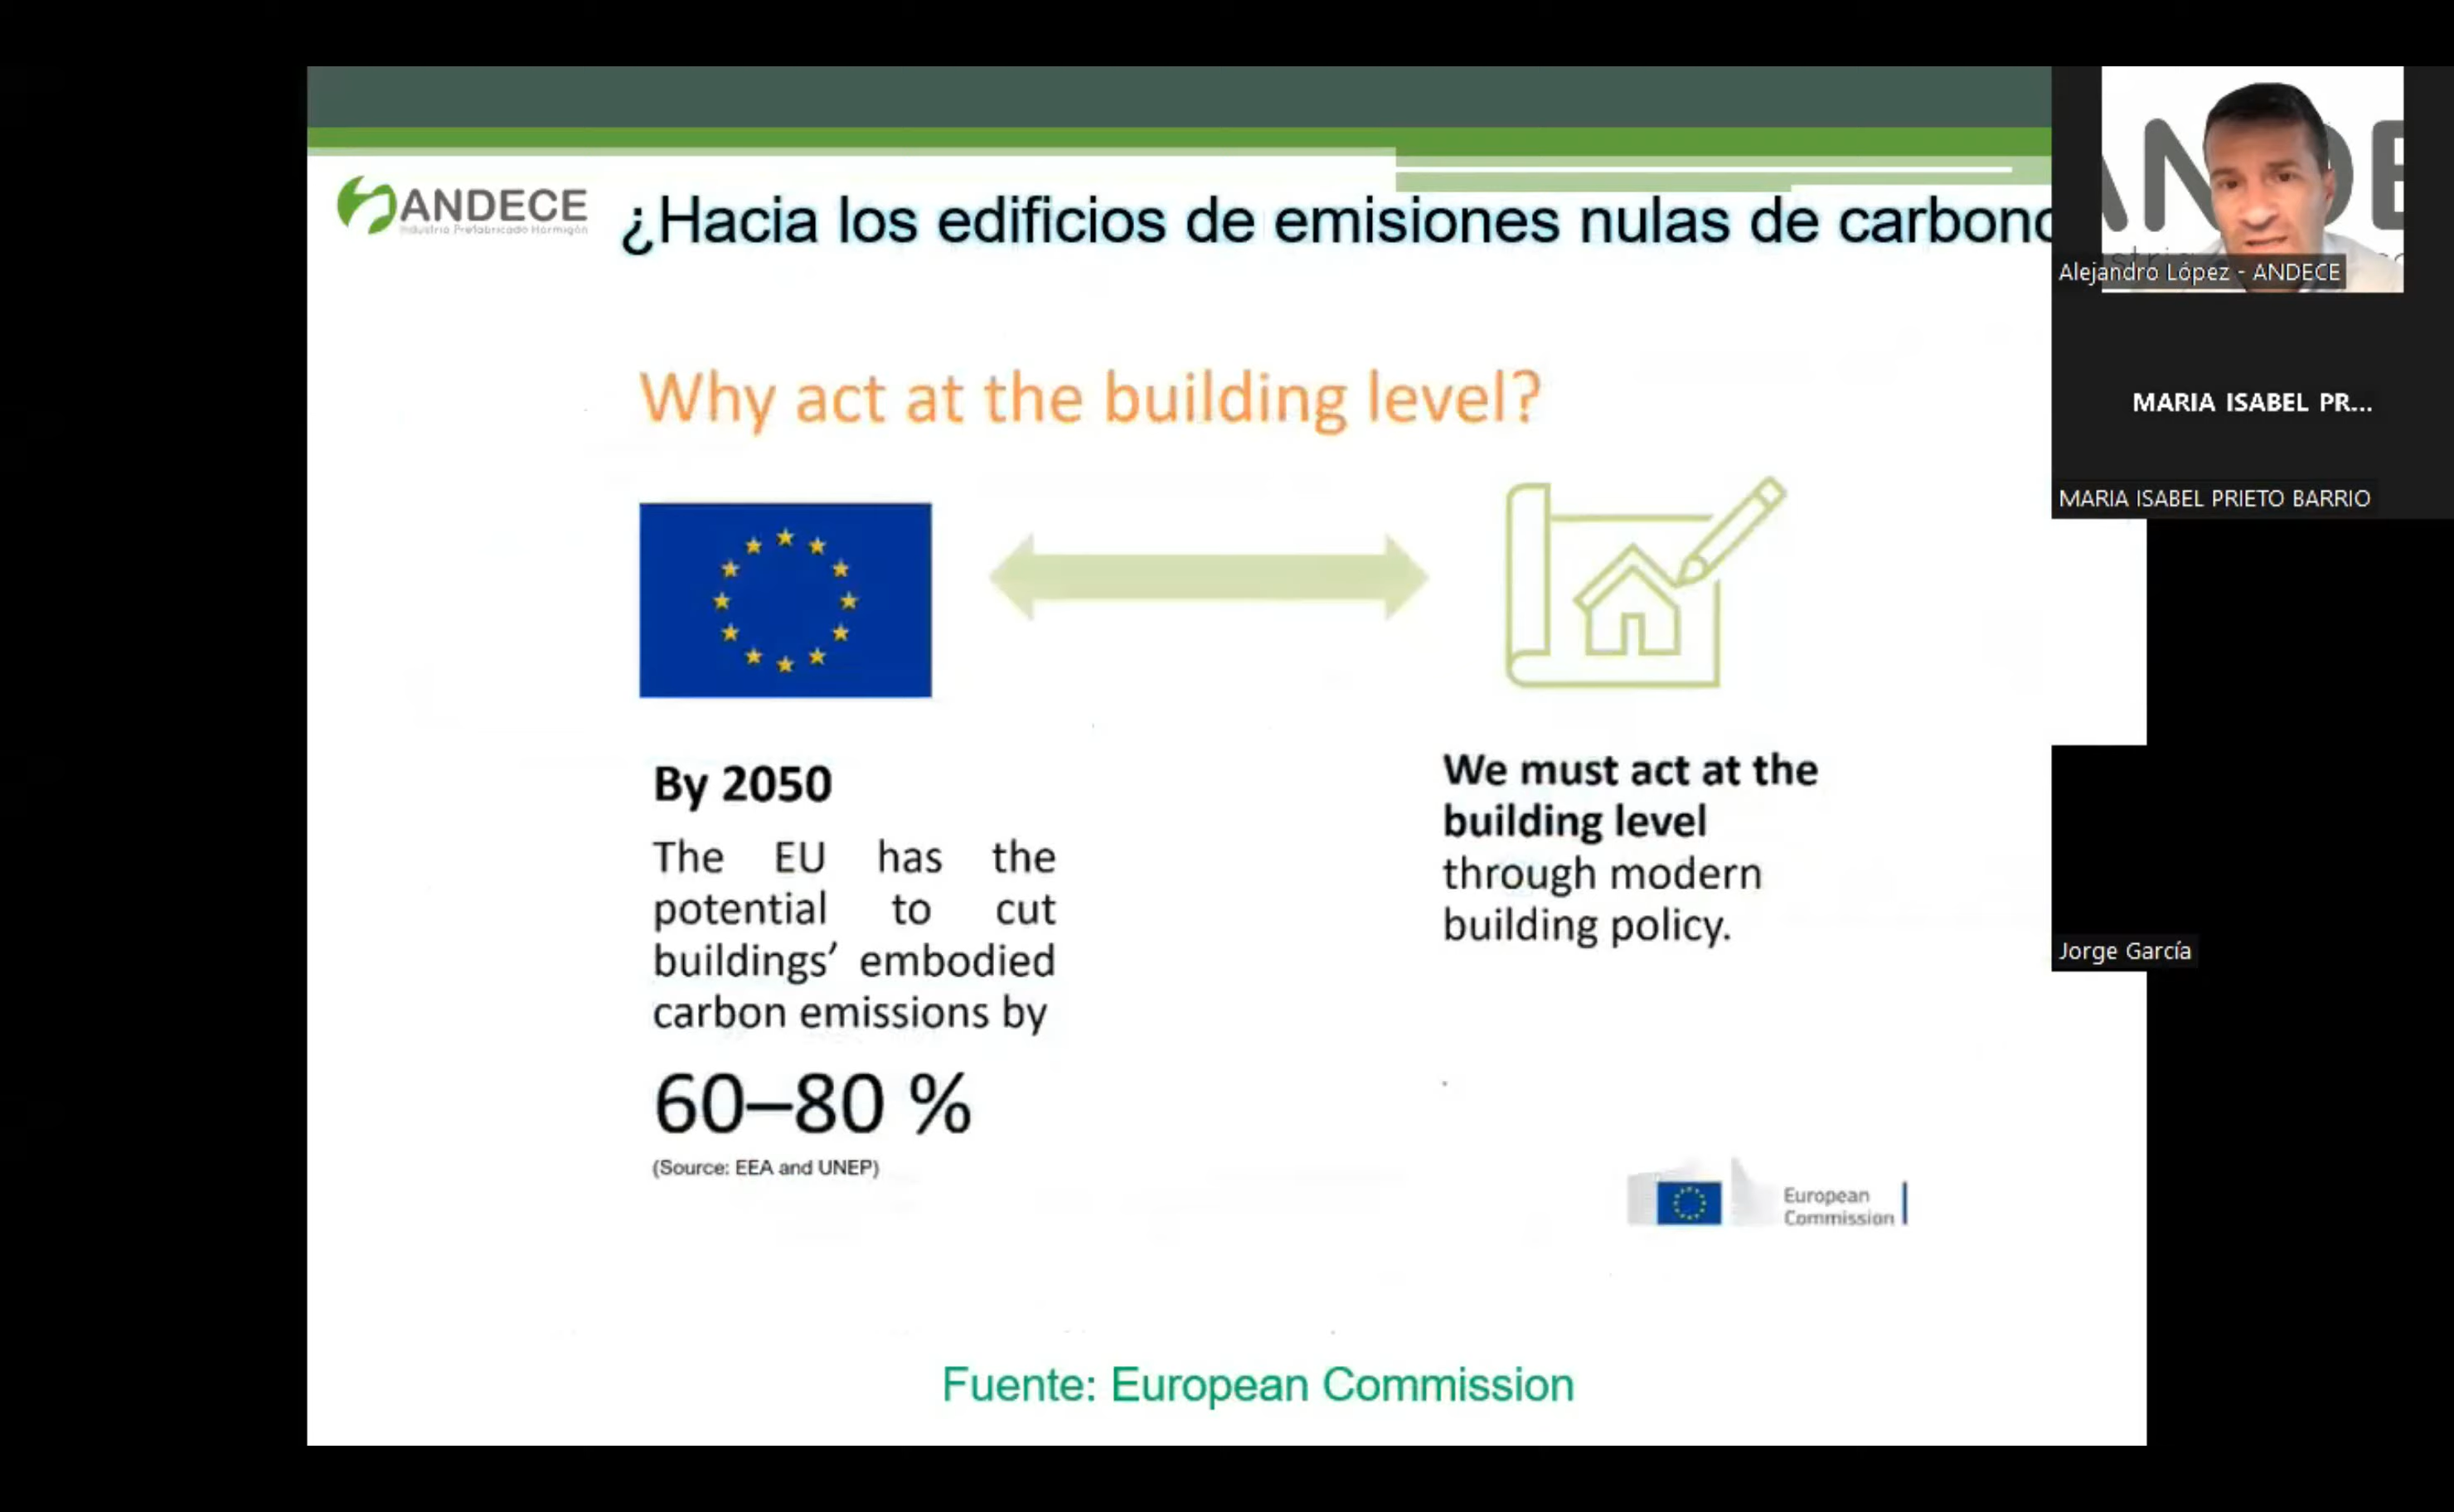 ANDECE
Industria Prefabricado Hormigón
¿Hacia los edificios de emisiones nulas de carbono
Why act at the building level?
By 2050
The EU has the
potential to cut
buildings’ embodied
carbon emissions by
60–80 %
(Source: EEA and UNEP)
We must act at the
building level
through modern
building policy.
European
Commission
Fuente: European Commission
Alejandro López - ANDECE
MARIA ISABEL PR...
MARIA ISABEL PRIETO BARRIO
Jorge García